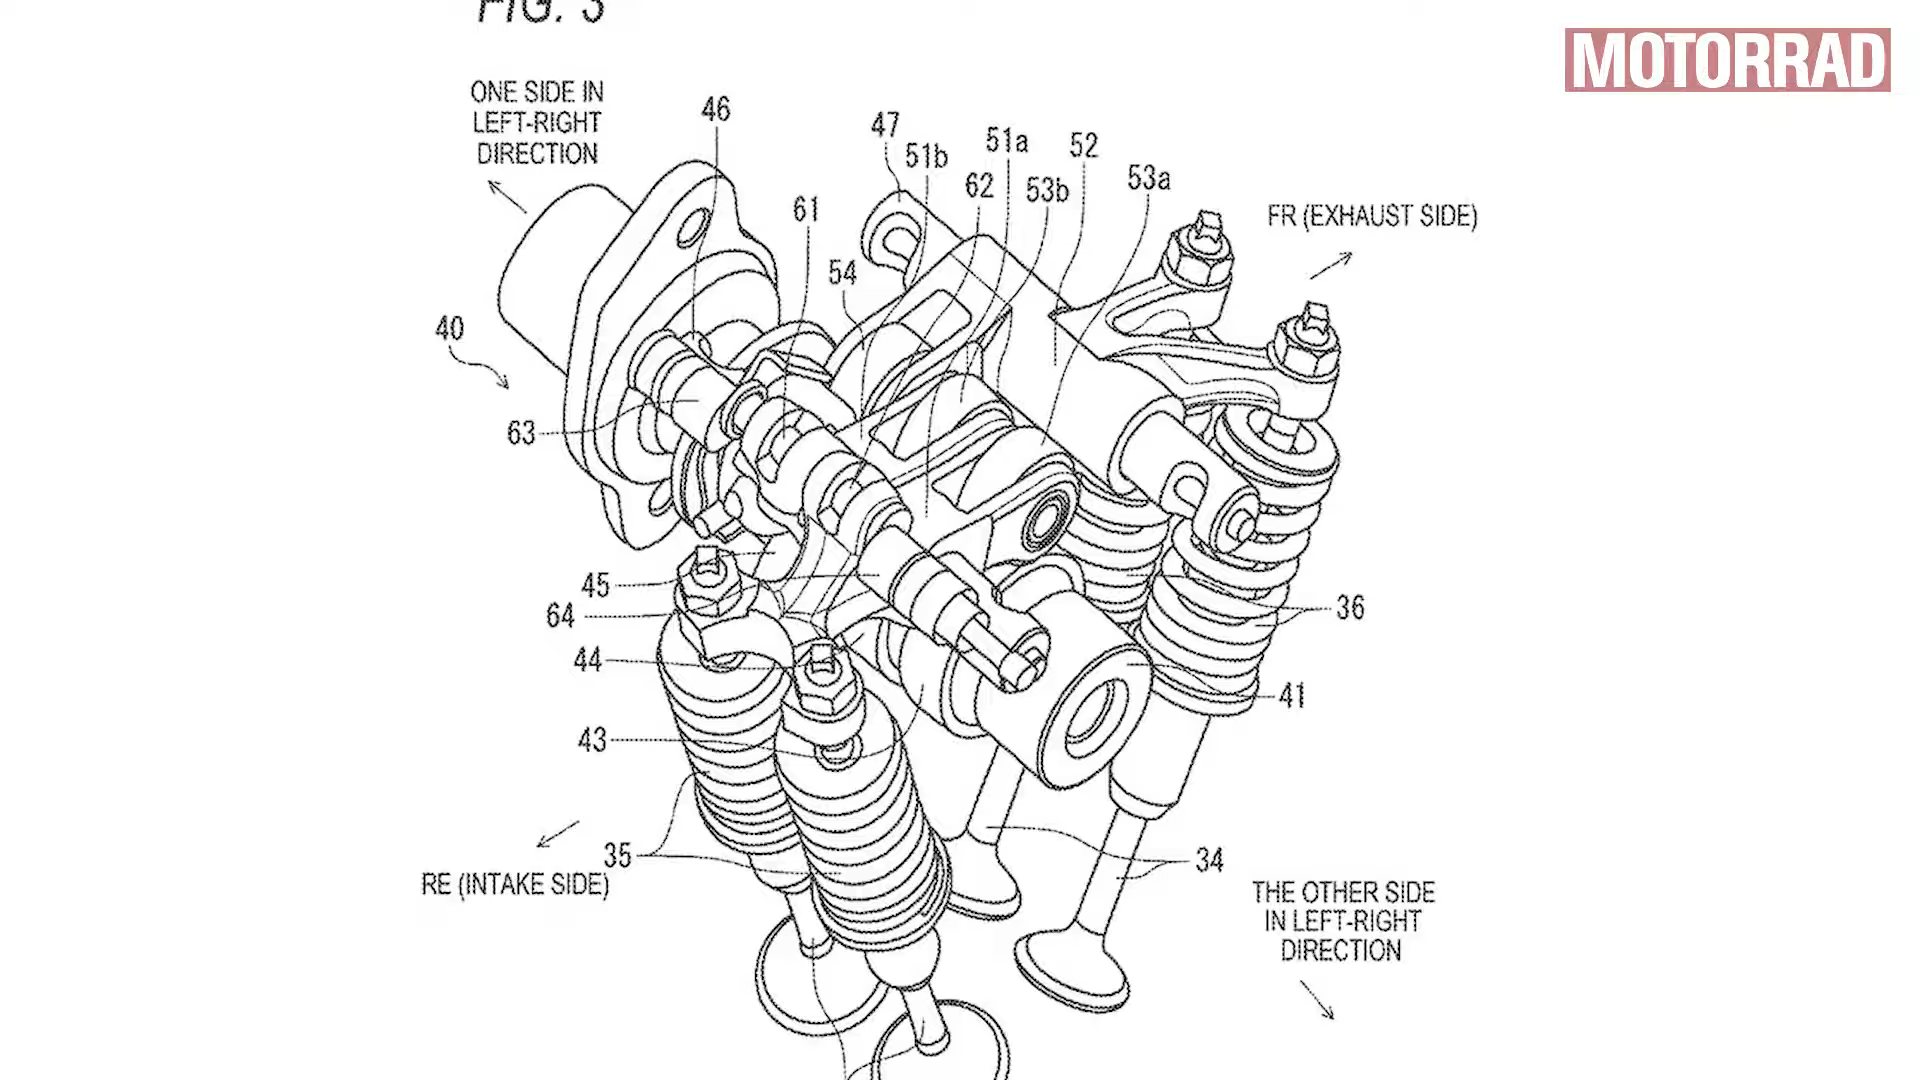 FIG. 3
MOTORRAD
ONE SIDE IN
LEFT-RIGHT
DIRECTION
46
47
51b
51a
52
62
53b
53a
61
FR (EXHAUST SIDE)
54
40
63
45
64
36
44
41
43
35
34
RE (INTAKE SIDE)
THE OTHER SIDE
IN LEFT-RIGHT
DIRECTION